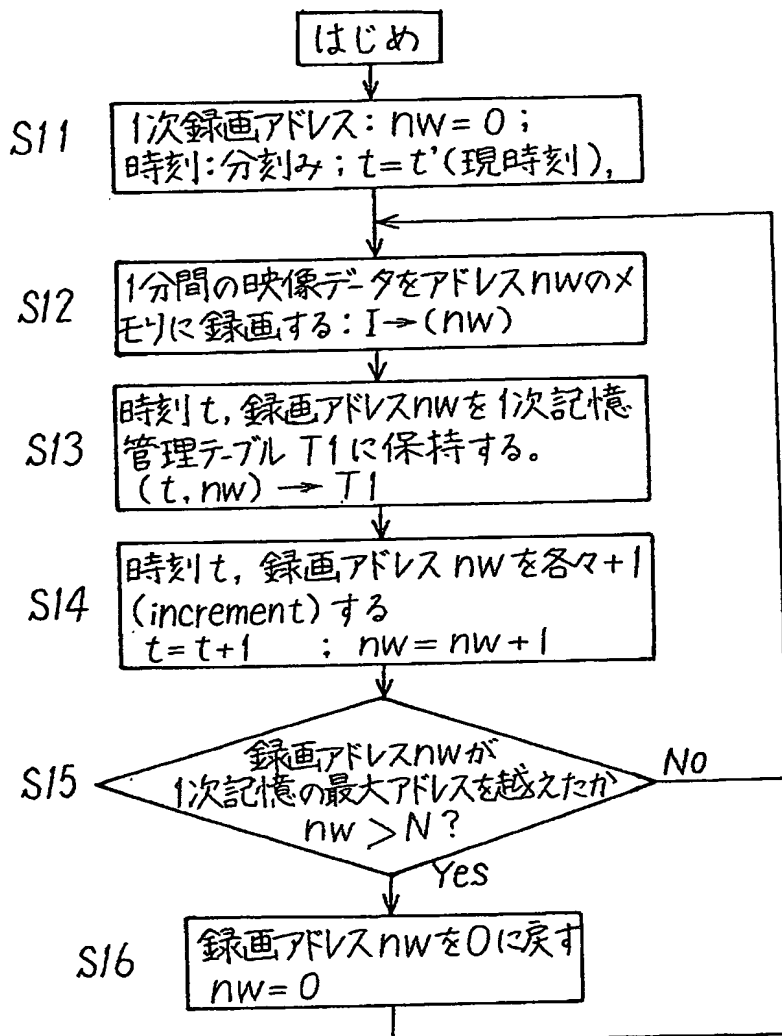 はじめ
S11
1次録画アドレス：nw=0；
時刻：分刻み；t=t'(現時刻),
S12
1分間の映像データをアドレスnwのメ
モリに録画する：I→(nw)
S13
時刻t,録画アドレスnwを1次記憶
管理テーブルT1に保持する。
(t,nw)→T1
S14
時刻t,録画アドレスnwを各々+1
(increment)する
t=t+1 ; nw=nw+1
S15
録画アドレスnwが
1次記憶の最大アドレスを越えたか
nw>N?
No
Yes
S16
録画アドレスnwを0に戻す
nw=0